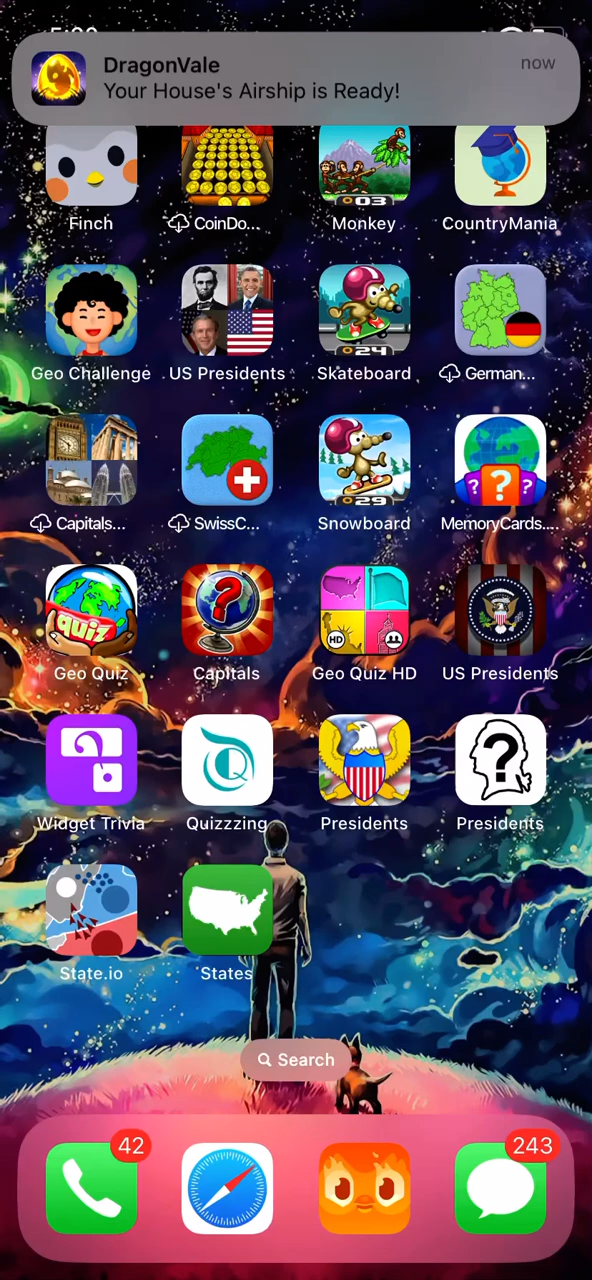 DragonVale
now
Your House's Airship is Ready!
Finch
CoinDo...
Monkey
CountryMania
03
Geo Challenge
US Presidents
Skateboard
German...
24
Capitals...
SwissC...
Snowboard
MemoryCards....
29
? ? ?
quiz
?
HD
Geo Quiz
Capitals
Geo Quiz HD
US Presidents
Q
?
Widget Trivia
Quizzzing
Presidents
Presidents
State.io
States
Search
42
243